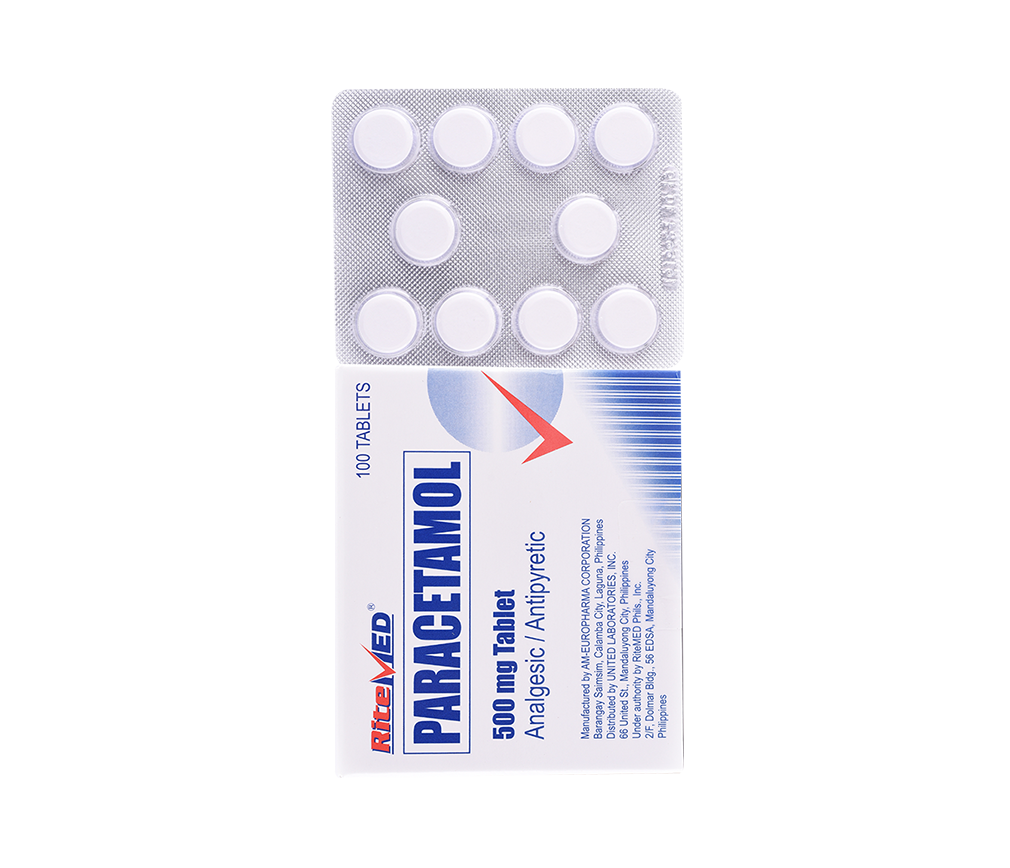 100 TABLETS
RiteMED®
PARACETAMOL
500 mg Tablet
Analgesic / Antipyretic
Manufactured by AM-EUROPHARMA CORPORATION
Barangay Saimsim, Calamba City, Laguna, Philippines
Distributed by UNITED LABORATORIES, INC.
66 United St., Mandaluyong City, Philippines
Under authority by RiteMED Phils., Inc.
2/F, Dolmar Bldg., 56 EDSA, Mandaluyong City
Philippines